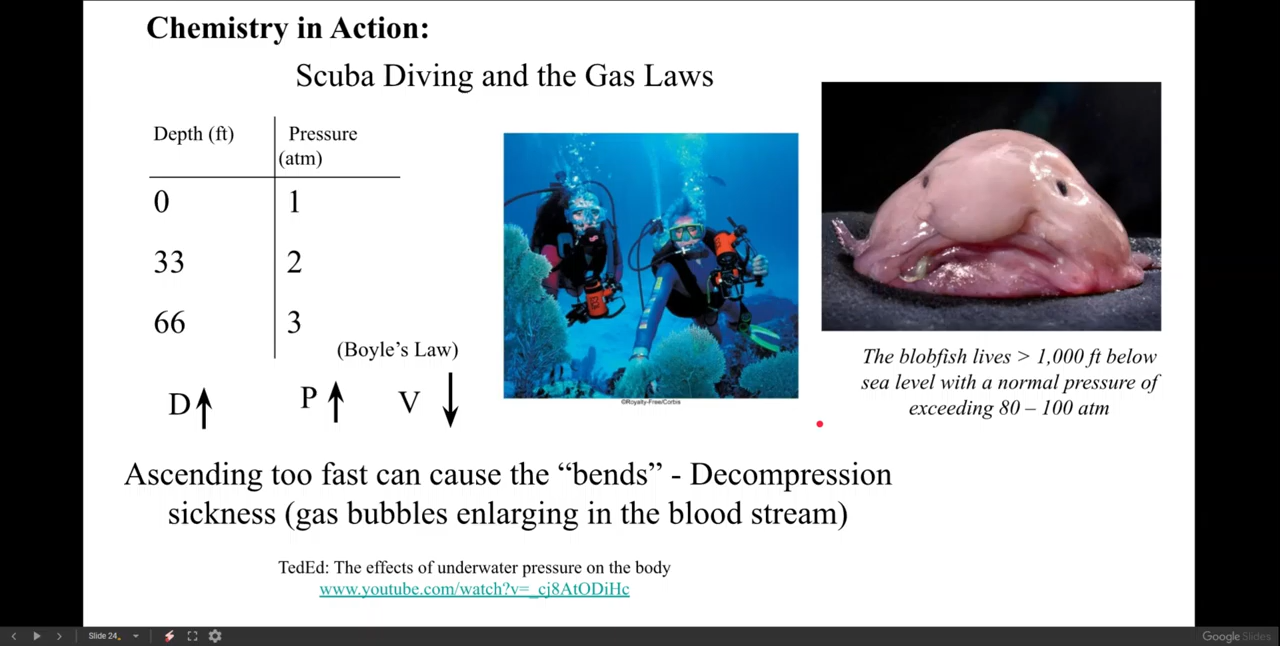 Chemistry in Action:
Scuba Diving and the Gas Laws
Depth (ft) Pressure
(atm)
0 1
33 2
66 3
(Boyle's Law)
D P V
©Royalty-Free/Corbis
The blobfish lives > 1,000 ft below
sea level with a normal pressure of
exceeding 80 – 100 atm
Ascending too fast can cause the “bends” - Decompression
sickness (gas bubbles enlarging in the blood stream)
TedEd: The effects of underwater pressure on the body
www.youtube.com/watch?v=_cj8AtODiHc
Slide 24
Google Slides